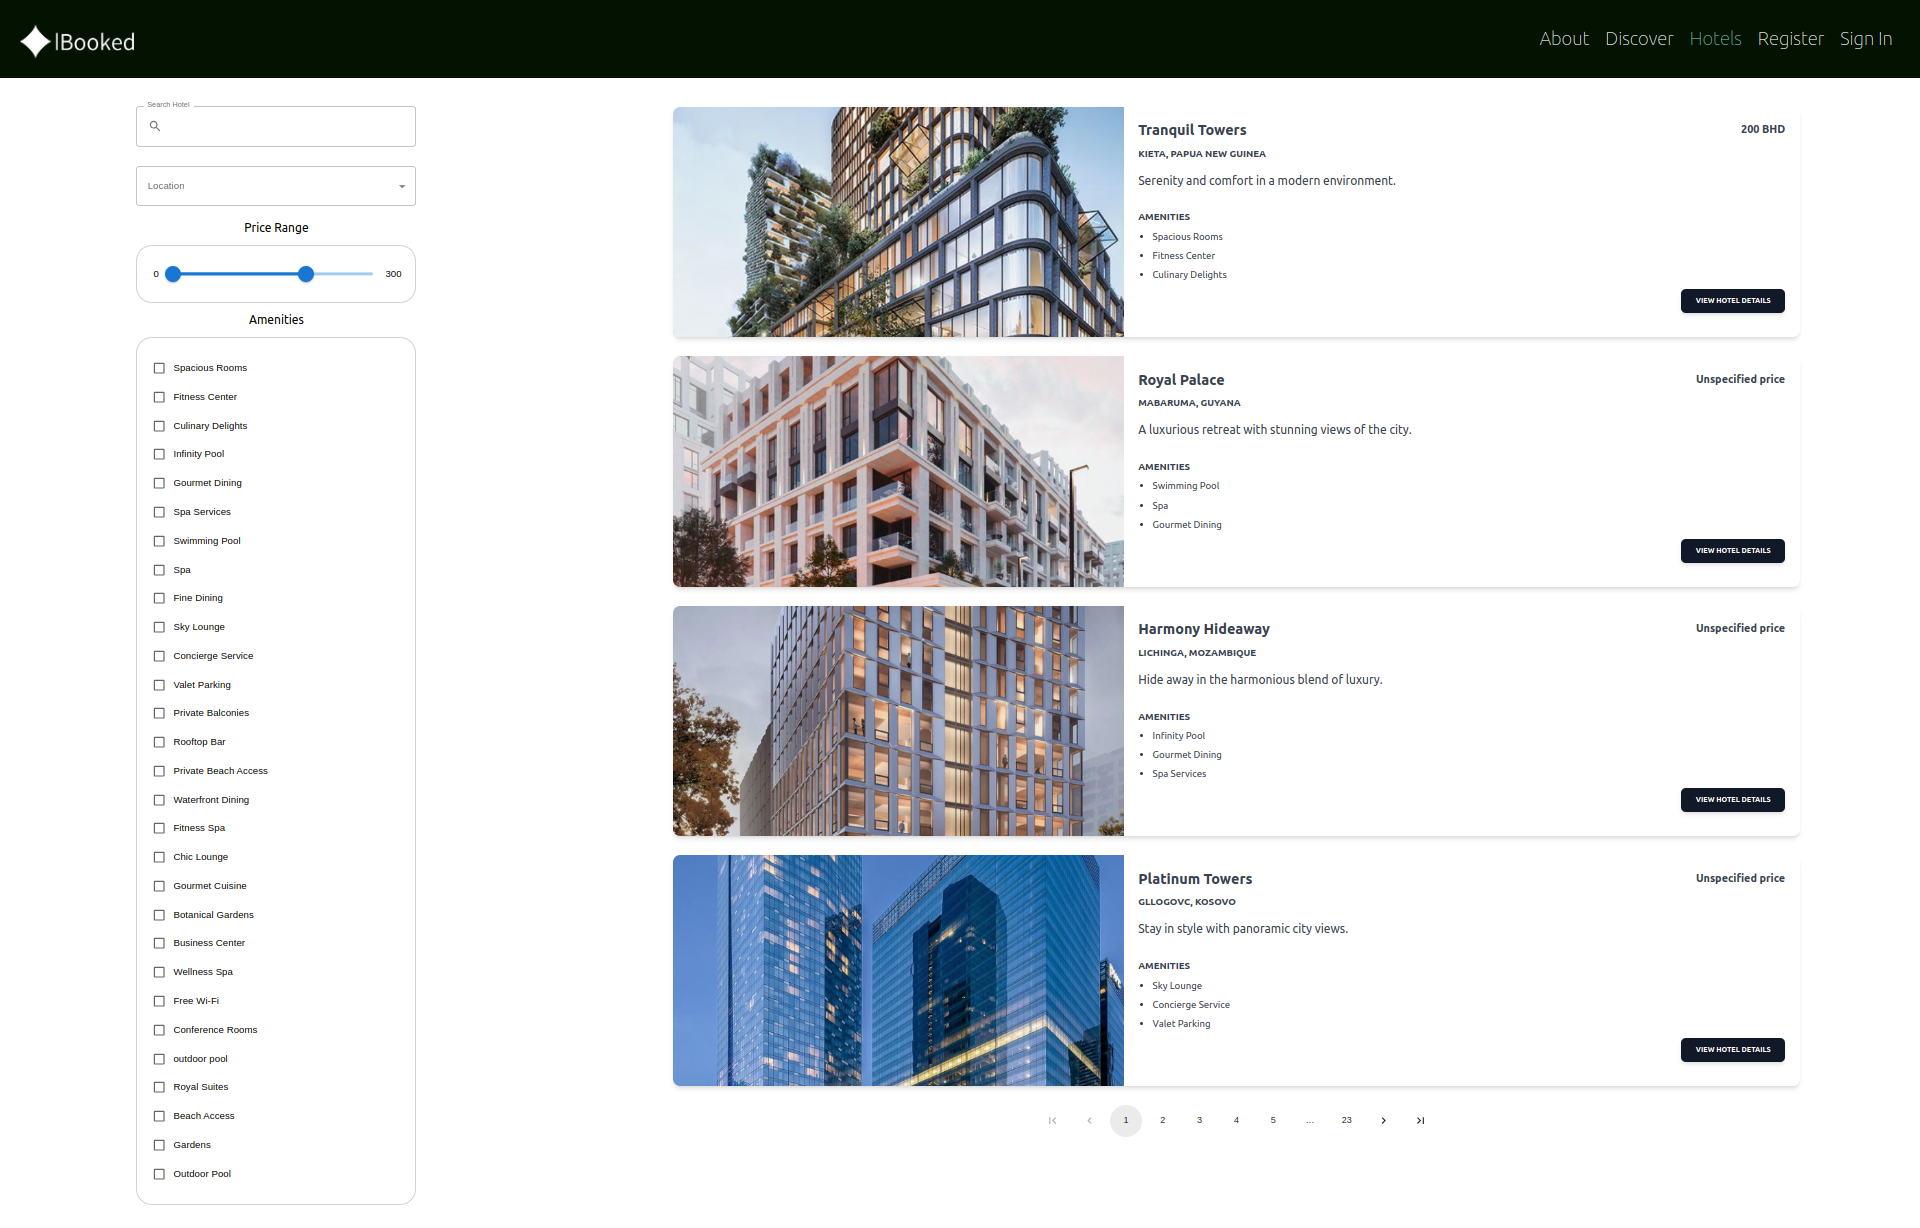 |Booked
About Discover Hotels Register Sign In
Search Hotel
Location
Price Range
0 300
Amenities
Spacious Rooms
Fitness Center
Culinary Delights
Infinity Pool
Gourmet Dining
Spa Services
Swimming Pool
Spa
Fine Dining
Sky Lounge
Concierge Service
Valet Parking
Private Balconies
Rooftop Bar
Private Beach Access
Waterfront Dining
Fitness Spa
Chic Lounge
Gourmet Cuisine
Botanical Gardens
Business Center
Wellness Spa
Free Wi-Fi
Conference Rooms
outdoor pool
Royal Suites
Beach Access
Gardens
Outdoor Pool
Tranquil Towers
200 BHD
KIETA, PAPUA NEW GUINEA
Serenity and comfort in a modern environment.
AMENITIES
• Spacious Rooms
• Fitness Center
• Culinary Delights
VIEW HOTEL DETAILS
Royal Palace
Unspecified price
MABARUMA, GUYANA
A luxurious retreat with stunning views of the city.
AMENITIES
• Swimming Pool
• Spa
• Gourmet Dining
VIEW HOTEL DETAILS
Harmony Hideaway
Unspecified price
LICHINGA, MOZAMBIQUE
Hide away in the harmonious blend of luxury.
AMENITIES
• Infinity Pool
• Gourmet Dining
• Spa Services
VIEW HOTEL DETAILS
Platinum Towers
Unspecified price
GLLOGOVC, KOSOVO
Stay in style with panoramic city views.
AMENITIES
• Sky Lounge
• Concierge Service
• Valet Parking
VIEW HOTEL DETAILS
1 2 3 4 5 ... 23